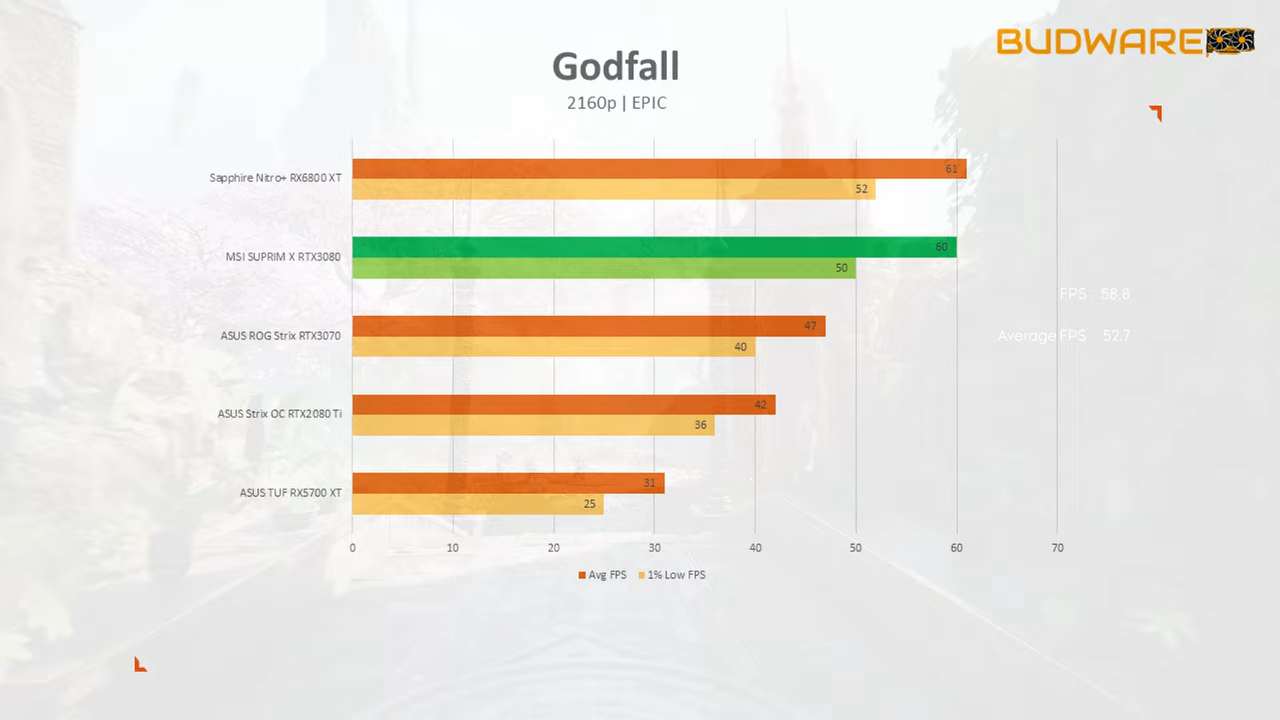 BUDWARE
Godfall
2160p | EPIC
Sapphire Nitro+ RX6800 XT
61
52
MSI SUPRIM X RTX3080
60
50
FPS 58.8
ASUS ROG Strix RTX3070
47
40
Average FPS 52.7
ASUS Strix OC RTX2080 Ti
42
36
ASUS TUF RX5700 XT
31
25
0 10 20 30 40 50 60 70
Avg FPS 1% Low FPS